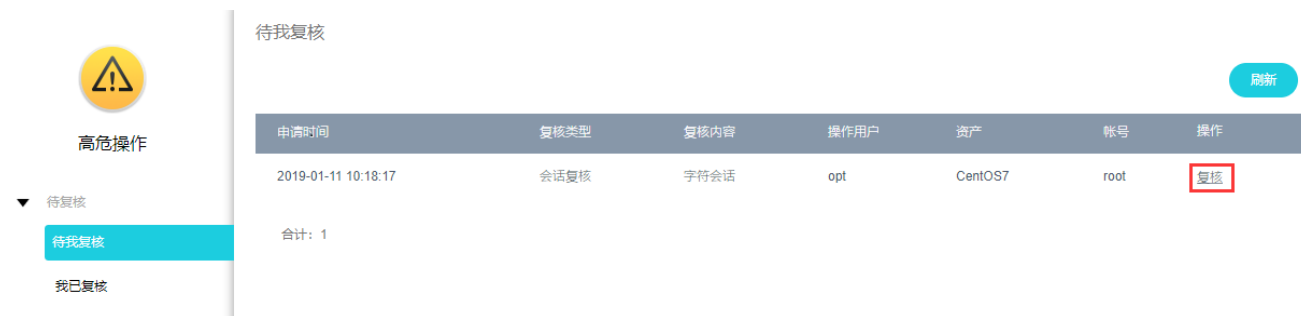 待我复核
刷新
高危操作
申请时间 复核类型 复核内容 操作用户 资产 帐号 操作
2019-01-11 10:18:17 会话复核 字符会话 opt CentOS7 root 复核
待复核
待我复核
合计：1
我已复核